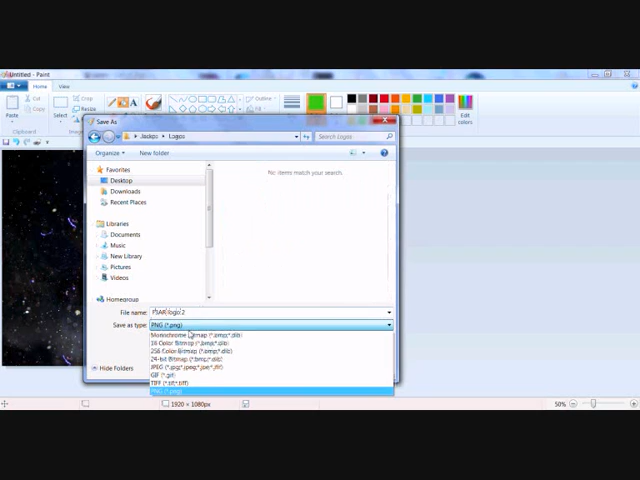 Untitled - Paint
Home View
Cut
Copy
Paste
Clipboard
Select
Crop
Resize
Outline
Fill
Edit colors
Colors
Save As
Jackpo Logos
Search Logos
Organize New folder
Favorites
Desktop
Downloads
Recent Places
Libraries
Documents
Music
New Library
Pictures
Videos
Homegroup
No items match your search.
File name: logo 2
Save as type: PNG (*.png)
Monochrome Bitmap (*.bmp;*.dib)
16 Color Bitmap (*.bmp;*.dib)
256 Color Bitmap (*.bmp;*.dib)
24-bit Bitmap (*.bmp;*.dib)
JPEG (*.jpg;*.jpeg;*.jpe;*.jfif)
GIF (*.gif)
TIFF (*.tif;*.tiff)
PNG (*.png)
Hide Folders
1920 × 1080px
50%